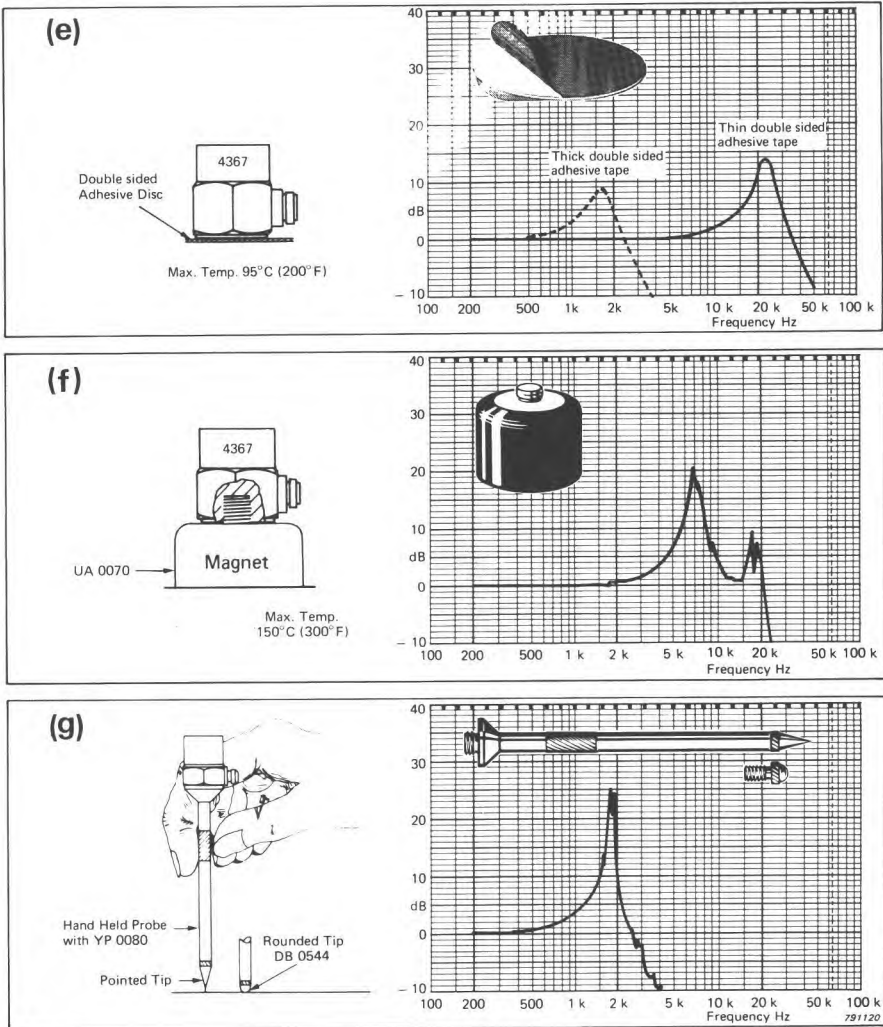 (e)
4367
Double sided
Adhesive Disc
Max. Temp. 95°C (200°F)
40
30
20
10
dB
0
– 10
Thick double sided
adhesive tape
Thin double sided
adhesive tape
100 200 500 1 k 2 k 5 k 10 k 20 k 50 k 100 k
Frequency Hz
(f)
4367
UA 0070
Magnet
Max. Temp.
150°C (300°F)
40
30
20
10
dB
0
– 10
100 200 500 1 k 2 k 5 k 10 k 20 k 50 k 100 k
Frequency Hz
(g)
Hand Held Probe
with YP 0080
Pointed Tip
Rounded Tip
DB 0544
40
30
20
10
dB
0
– 10
100 200 500 1 k 2 k 5 k 10 k 20 k 50 k 100 k
Frequency Hz
791120